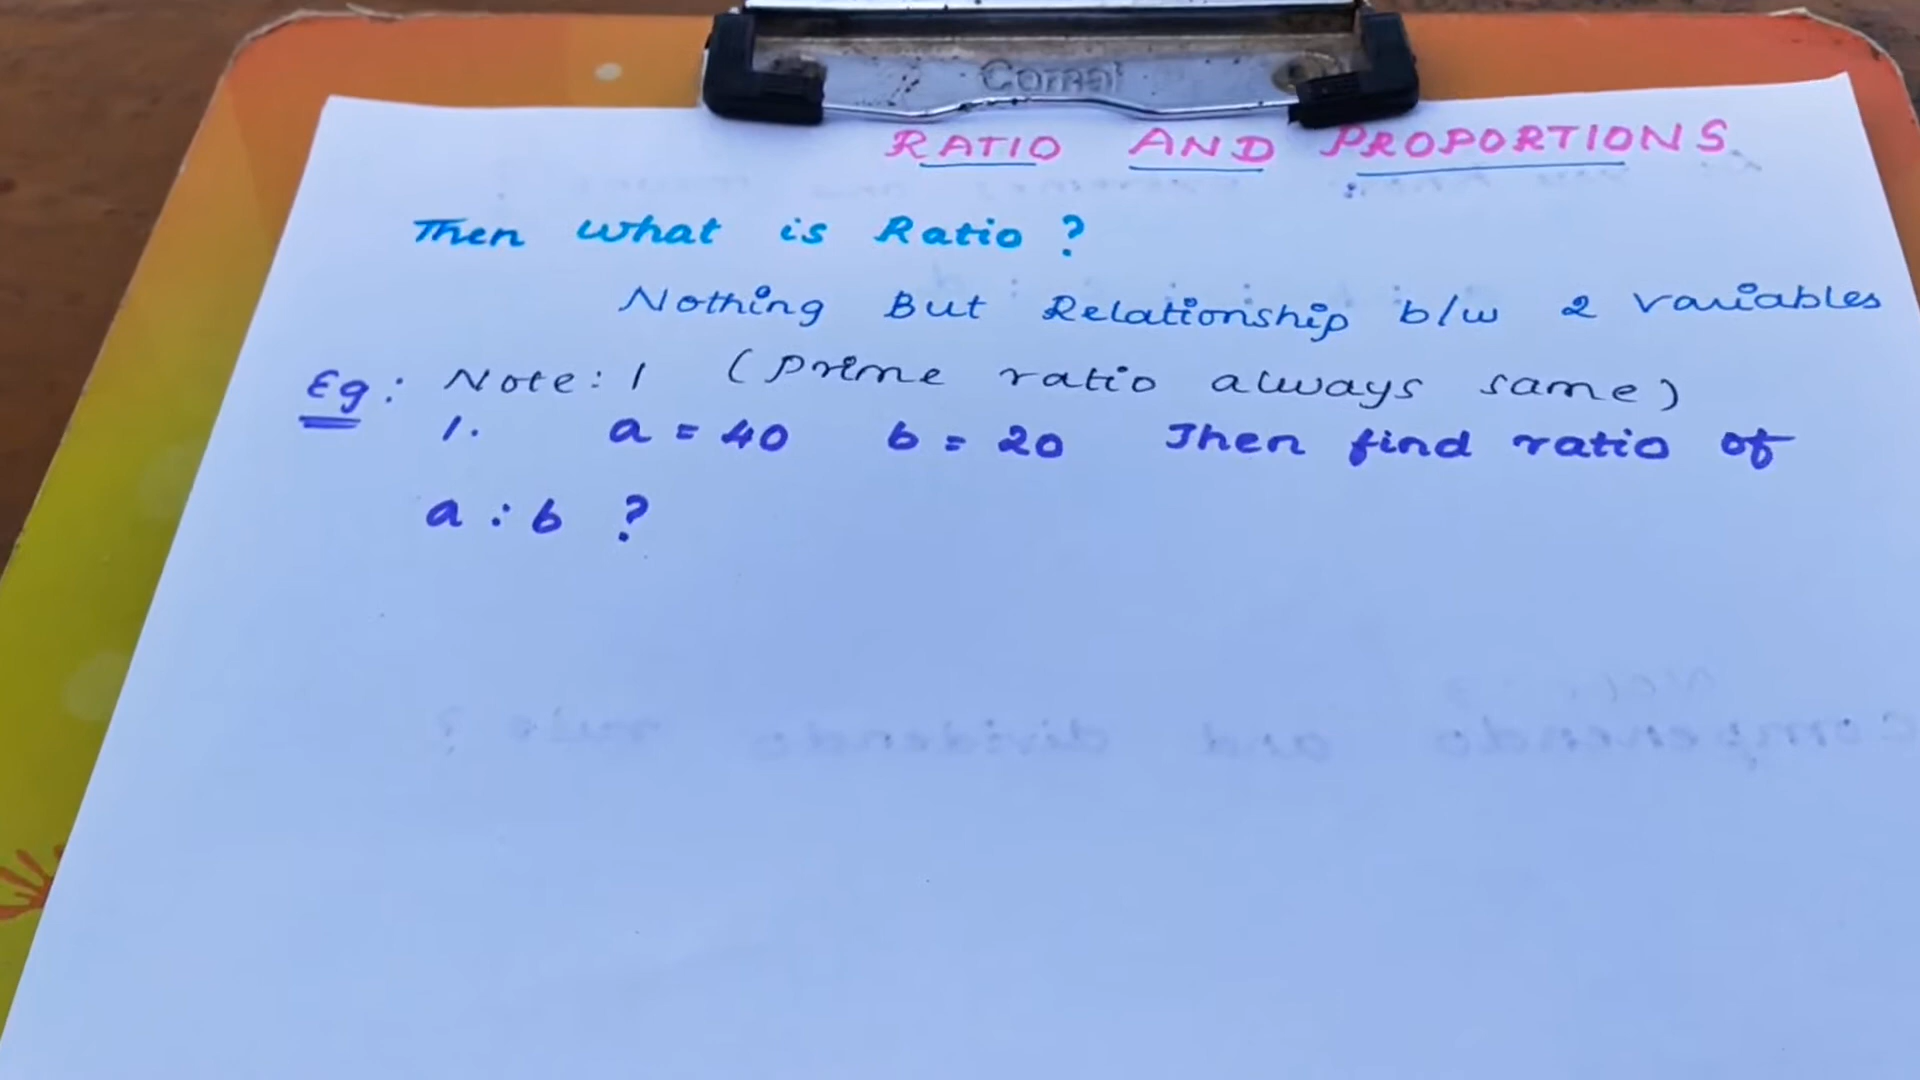 Comal
RATIO AND PROPORTIONS
Then what is Ratio ?
Nothing But Relationship b/w 2 variables
Eg: Note: 1 (prime ratio always same)
1. a = 40 b = 20 Then find ratio of
a : b ?